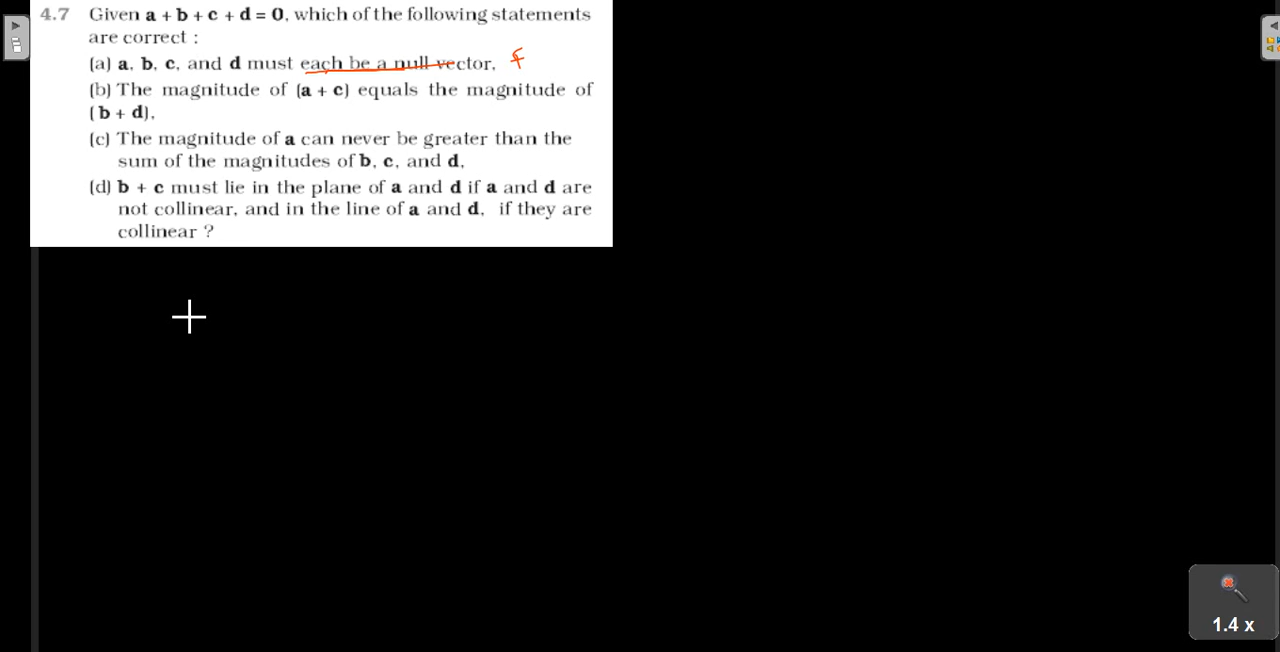 4.7 Given a + b + c + d = 0, which of the following statements
are correct :
(a) a, b, c, and d must each be a null vector, f
(b) The magnitude of (a + c) equals the magnitude of
( b + d),
(c) The magnitude of a can never be greater than the
sum of the magnitudes of b, c, and d,
(d) b + c must lie in the plane of a and d if a and d are
not collinear, and in the line of a and d, if they are
collinear ?
1.4 x